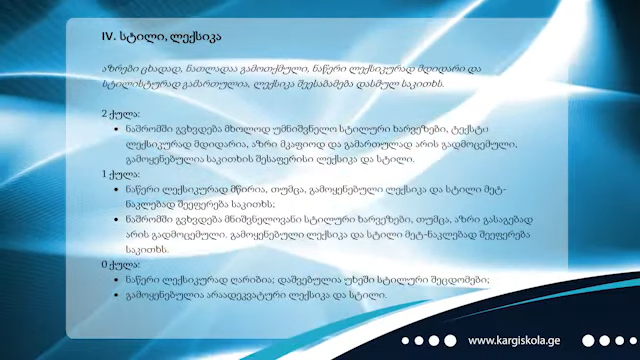 IV. სტილი, ლექსიკა
აზრები ცხადად, ნათლადაა გამოთქმული, ნაწერი ლექსიკურად მდიდარი და
სტილისტურად გამართულია, ლექსიკა შეესაბამება დასმულ საკითხს.
2 ქულა:
• ნაშრომში გვხვდება მხოლოდ უმნიშვნელო სტილური ხარვეზები, ტექსტი
ლექსიკურად მდიდარია, აზრი მკაფიოდ და გამართულად არის გადმოცემული,
გამოყენებულია საკითხის შესაფერისი ლექსიკა და სტილი.
1 ქულა:
• ნაწერი ლექსიკურად მწირია, თუმცა, გამოყენებული ლექსიკა და სტილი მეტ-
ნაკლებად შეეფერება საკითხს;
• ნაშრომში გვხვდება მნიშვნელოვანი სტილური ხარვეზები, თუმცა, აზრი გასაგებად
არის გადმოცემული. გამოყენებული ლექსიკა და სტილი მეტ-ნაკლებად შეეფერება
საკითხს.
0 ქულა:
• ნაწერი ლექსიკურად ღარიბია; დაშვებულია უხეში სტილური შეცდომები;
• გამოყენებულია არაადეკვატური ლექსიკა და სტილი.
www.kargiskola.ge